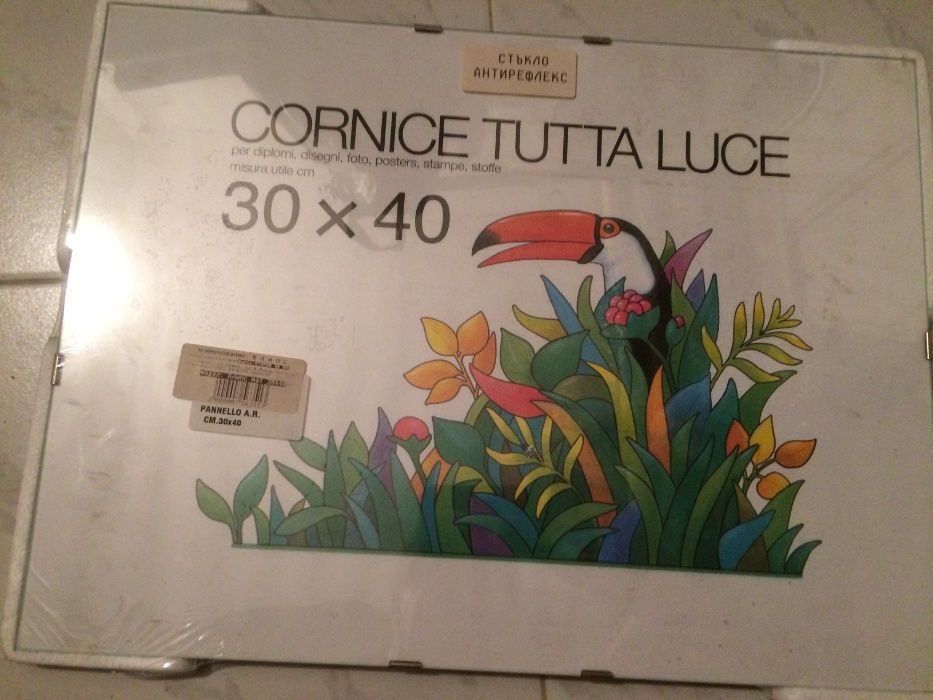 СТЪКЛО
АНТИРЕФЛЕКС
CORNICE TUTTA LUCE
per diplomi, disegni, foto, posters, stampe, stoffe
misura utile cm
30 × 40
PANNELLO A.R.
CM.30x40